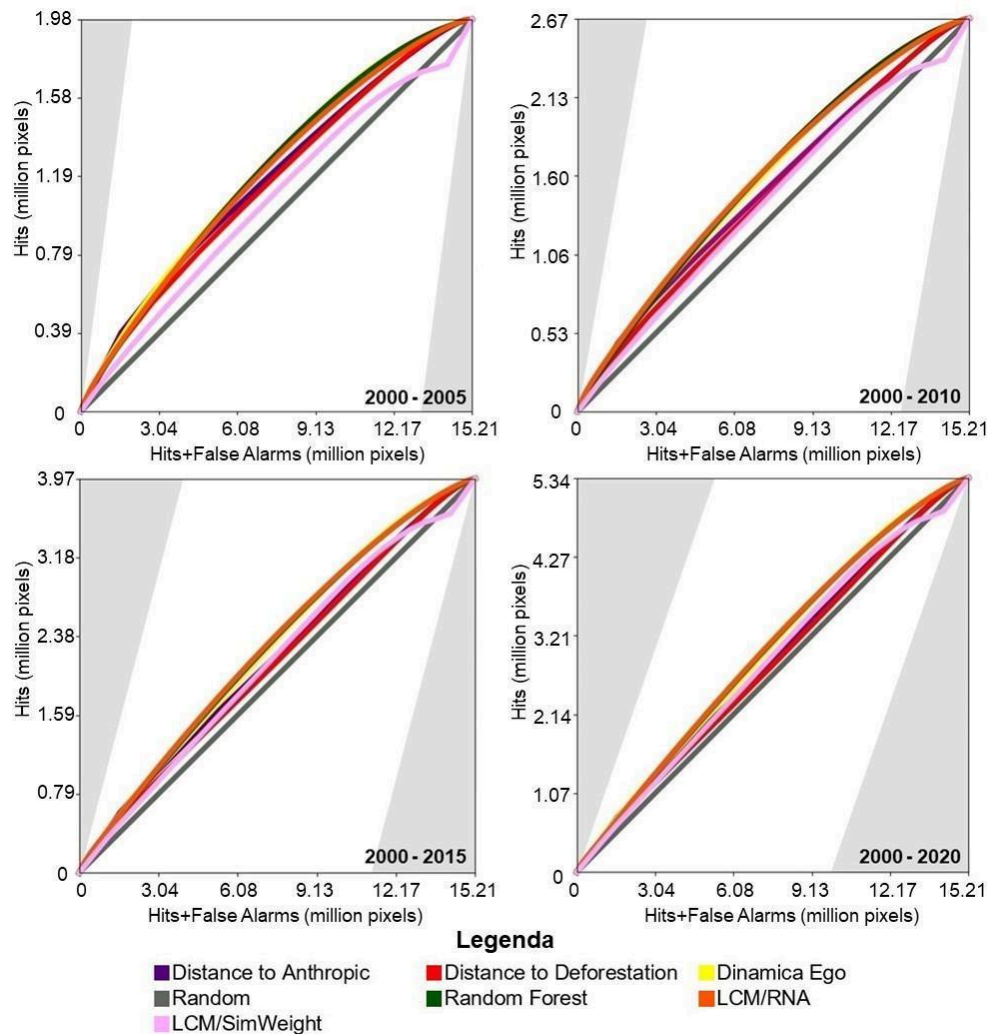 1.98
1.58
1.19
0.79
0.39
0
Hits (million pixels)
2000 - 2005
0 3.04 6.08 9.13 12.17 15.21
Hits+False Alarms (million pixels)
2.67
2.13
1.60
1.06
0.53
0
Hits (million pixels)
2000 - 2010
0 3.04 6.08 9.13 12.17 15.21
Hits+False Alarms (million pixels)
3.97
3.18
2.38
1.59
0.79
0
Hits (million pixels)
2000 - 2015
0 3.04 6.08 9.13 12.17 15.21
Hits+False Alarms (million pixels)
5.34
4.27
3.21
2.14
1.07
0
Hits (million pixels)
2000 - 2020
0 3.04 6.08 9.13 12.17 15.21
Hits+False Alarms (million pixels)
Legenda
Distance to Anthropic Distance to Deforestation Dinamica Ego
Random Random Forest LCM/RNA
LCM/SimWeight